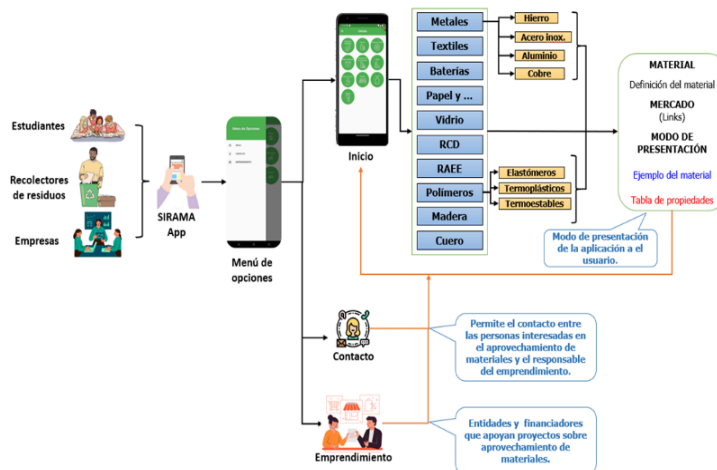 Estudiantes
Recolectores
de residuos
Empresas
SIRAMA
App
Menú de
opciones
Inicio
Metales
Textiles
Baterías
Papel y ...
Vidrio
RCD
RAEE
Polímeros
Madera
Cuero
Hierro
Acero inox.
Aluminio
Cobre
Elastómeros
Termoplásticos
Termoestables
MATERIAL
Definición del material
MERCADO
(Links)
MODO DE
PRESENTACIÓN
Ejemplo del material
Tabla de propiedades
Modo de presentación
de la aplicación a el
usuario.
Contacto
Permite el contacto entre
las personas interesadas en
el aprovechamiento de
materiales y el responsable
del emprendimiento.
Emprendimiento
Entidades y financiadores
que apoyan proyectos sobre
aprovechamiento de
materiales.